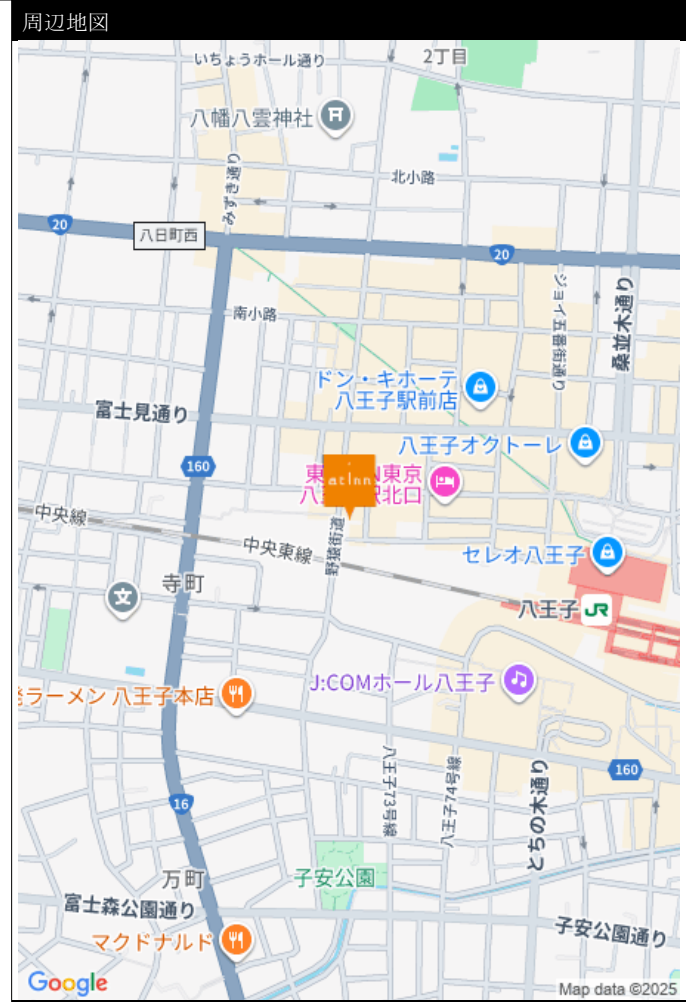 周辺地図
2丁目
いちょうホール通り
八幡八雲神社
みずき通り
北小路
20
八日町西
20
ジョイ五番街通り
桑並木通り
南小路
ドン・キホーテ
八王子駅前店
富士見通り
八王子オクトーレ
160
atinn
東
N東京
八
駅北口
中央線
中央東線
野猿街道
セレオ八王子
寺町
文
八王子
JR
J:COMホール八王子
ラーメン 八王子本店
八王子73号線
八王子74号線
とちの木通り
160
16
万町
子安公園
富士森公園通り
子安公園通り
マクドナルド
Google
Map data ©2025